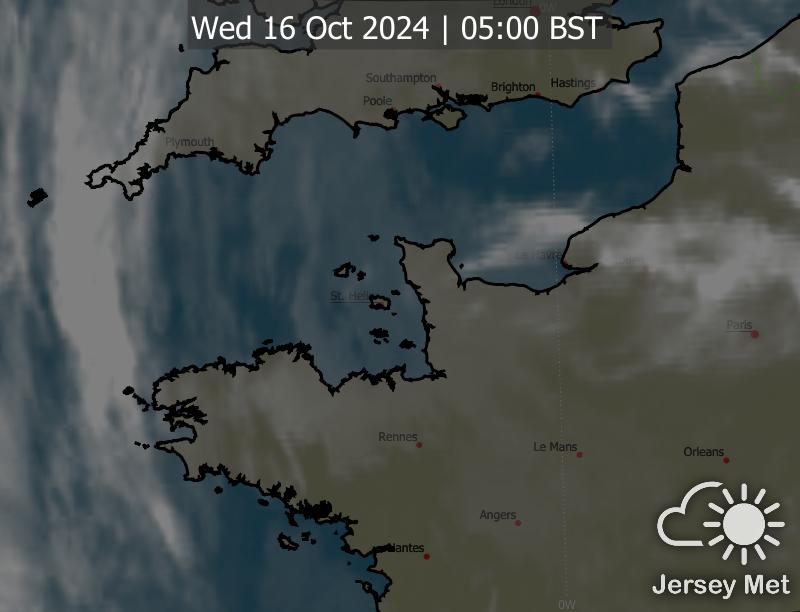 London
0W
Wed 16 Oct 2024 | 05:00 BST
Southampton
Brighton
Hastings
Poole
Plymouth
Le Havre
St. Helier
Paris
Rennes
Le Mans
Orleans
Angers
Nantes
Jersey Met
0W